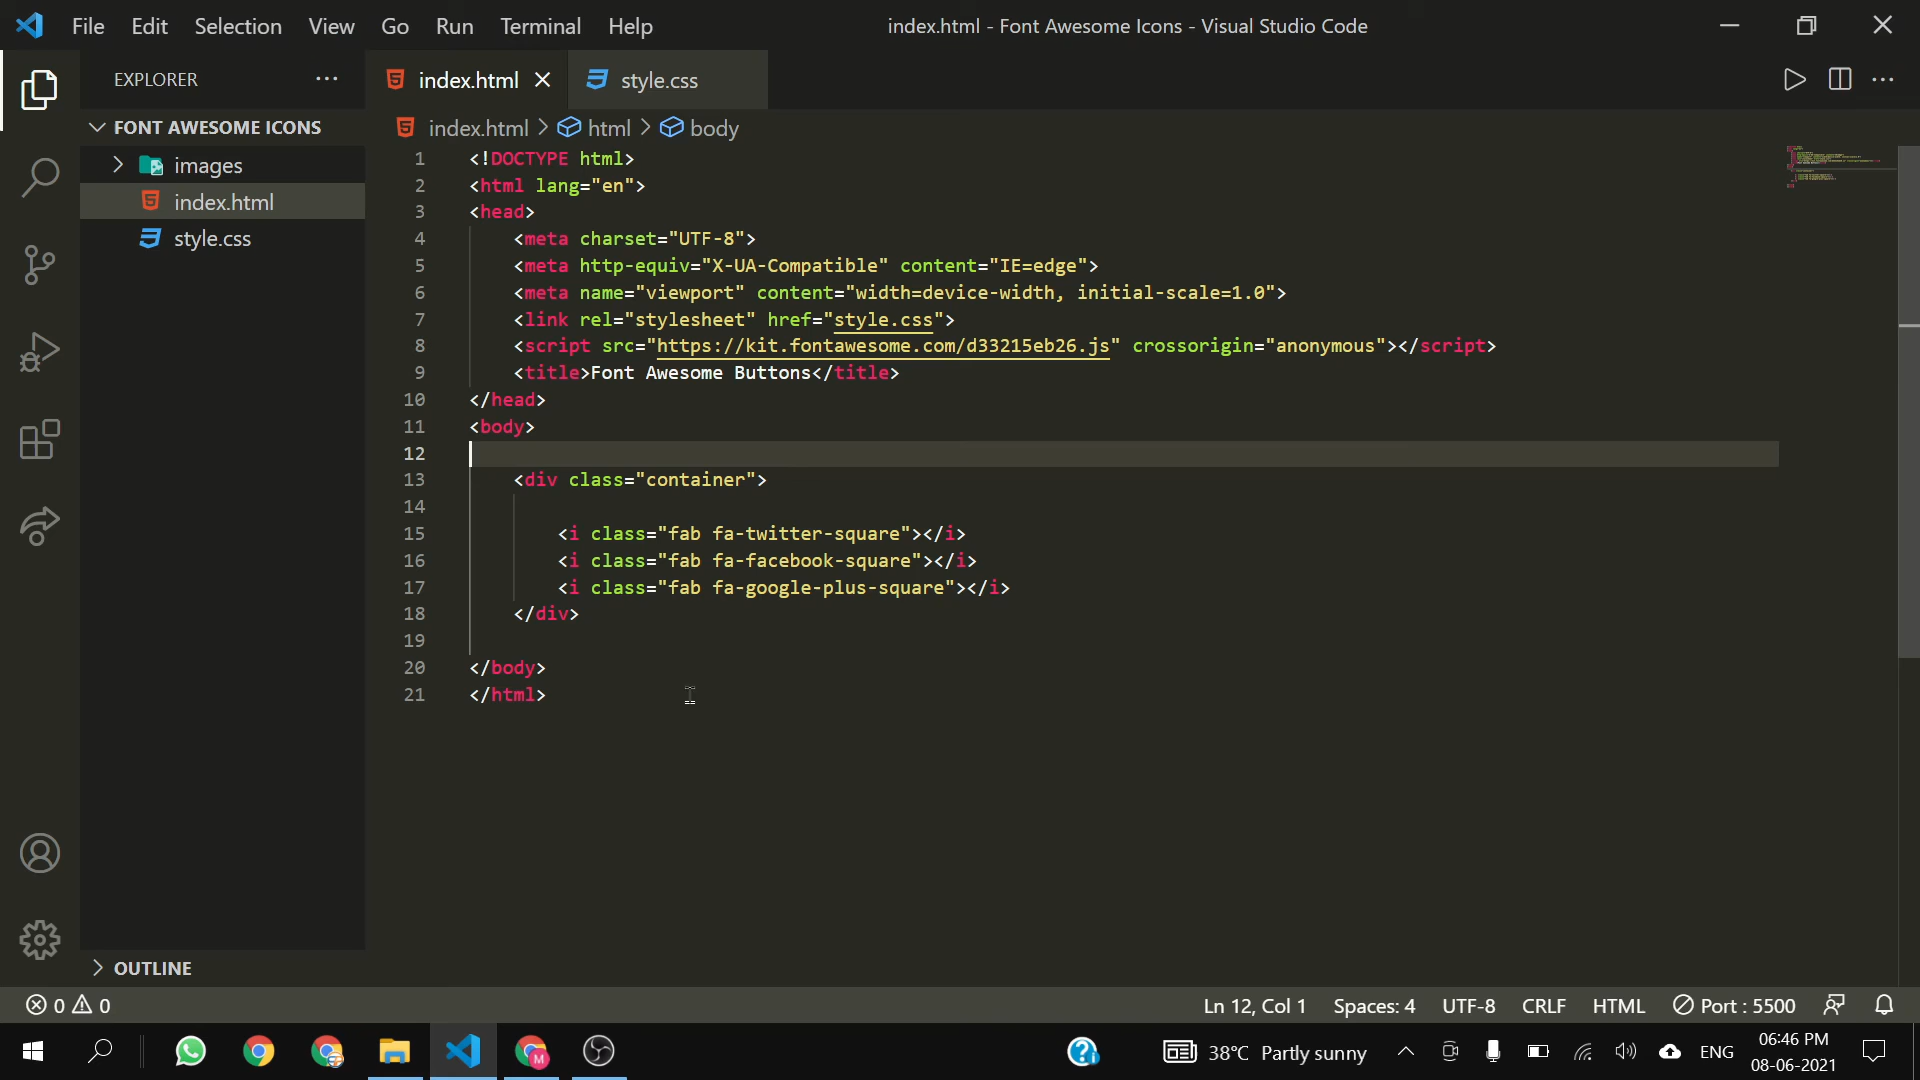 File Edit Selection View Go Run Terminal Help
index.html - Font Awesome Icons - Visual Studio Code
EXPLORER ···
index.html
style.css
FONT AWESOME ICONS
images
index.html
style.css
index.html > html > body
1 <!DOCTYPE html>
2 <html lang="en">
3 <head>
4 <meta charset="UTF-8">
5 <meta http-equiv="X-UA-Compatible" content="IE=edge">
6 <meta name="viewport" content="width=device-width, initial-scale=1.0">
7 <link rel="stylesheet" href="style.css">
8 <script src="https://kit.fontawesome.com/d33215eb26.js" crossorigin="anonymous"></script>
9 <title>Font Awesome Buttons</title>
10 </head>
11 <body>
12
13 <div class="container">
14
15 <i class="fab fa-twitter-square"></i>
16 <i class="fab fa-facebook-square"></i>
17 <i class="fab fa-google-plus-square"></i>
18 </div>
19
20 </body>
21 </html>
OUTLINE
0 0
Ln 12, Col 1 Spaces: 4 UTF-8 CRLF HTML Port : 5500
38°C Partly sunny
ENG
06:46 PM
08-06-2021